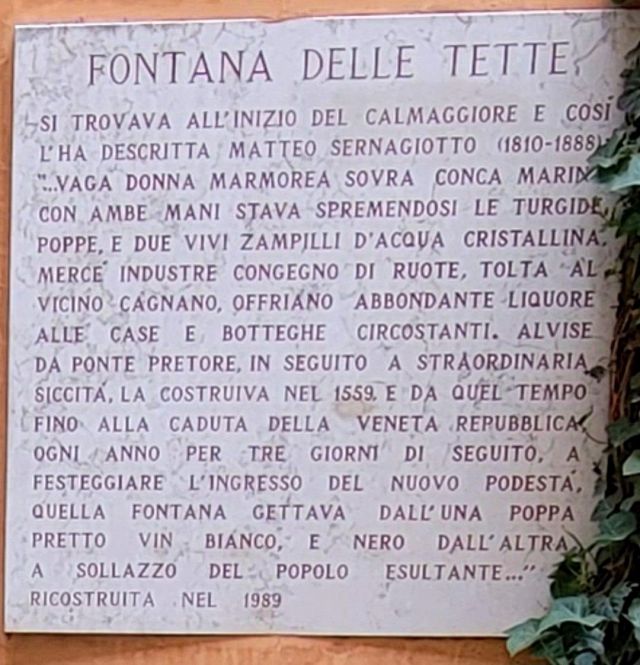 FONTANA DELLE TETTE
SI TROVAVA ALL'INIZIO DEL CALMAGGIORE E COSÌ
L'HA DESCRITTA MATTEO SERNAGIOTTO (1810-1888)
"...VAGA DONNA MARMOREA SOVRA CONCA MARINA
CON AMBE MANI STAVA SPREMENDOSI LE TURGIDE
POPPE, E DUE VIVI ZAMPILLI D'ACQUA CRISTALLINA,
MERCÈ INDUSTRE CONGEGNO DI RUOTE, TOLTA AL
VICINO CAGNANO, OFFRIANO ABBONDANTE LIQUORE
ALLE CASE E BOTTEGHE CIRCOSTANTI. ALVISE
DA PONTE PRETORE, IN SEGUITO A STRAORDINARIA
SICCITÀ, LA COSTRUIVA NEL 1559. E DA QUEL TEMPO
FINO ALLA CADUTA DELLA VENETA REPUBBLICA,
OGNI ANNO PER TRE GIORNI DI SEGUITO, A
FESTEGGIARE L'INGRESSO DEL NUOVO PODESTÀ,
QUELLA FONTANA GETTAVA DALL'UNA POPPA
PRETTO VIN BIANCO, E NERO DALL'ALTRA
A SOLLAZZO DEL POPOLO ESULTANTE..."
RICOSTRUITA NEL 1989